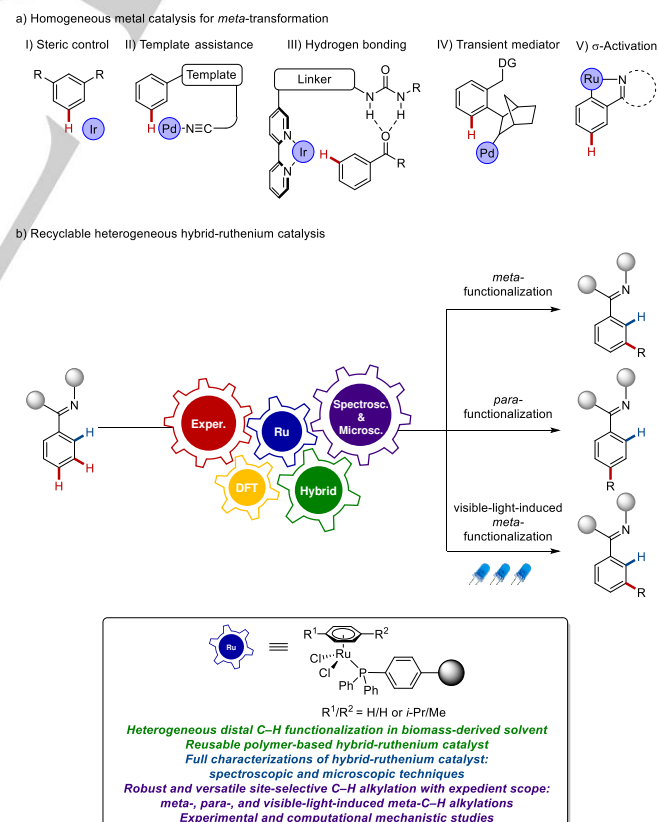 a) Homogeneous metal catalysis for meta-transformation
I) Steric control
II) Template assistance
III) Hydrogen bonding
IV) Transient mediator
V) σ-Activation
R
R
H
Ir
Template
H
Pd
-N≡C
Linker
O
N
H
N
H
R
N
N
Ir
H
O
R
DG
H
Pd
Ru
N
H
b) Recyclable heterogeneous hybrid-ruthenium catalysis
N
H
H
H
Exper.
Ru
Spectrosc.
&
Microsc.
DFT
Hybrid
meta-
functionalization
N
H
R
para-
functionalization
N
H
R
visible-light-induced
meta-
functionalization
N
H
R
Ru
R¹
R²
Ru
Cl
Cl
P
Ph
Ph
R¹/R² = H/H or i-Pr/Me
Heterogeneous distal C–H functionalization in biomass-derived solvent
Reusable polymer-based hybrid-ruthenium catalyst
Full characterizations of hybrid-ruthenium catalyst:
spectroscopic and microscopic techniques
Robust and versatile site-selective C–H alkylation with expedient scope:
meta-, para-, and visible-light-induced meta-C–H alkylations
Experimental and computational mechanistic studies